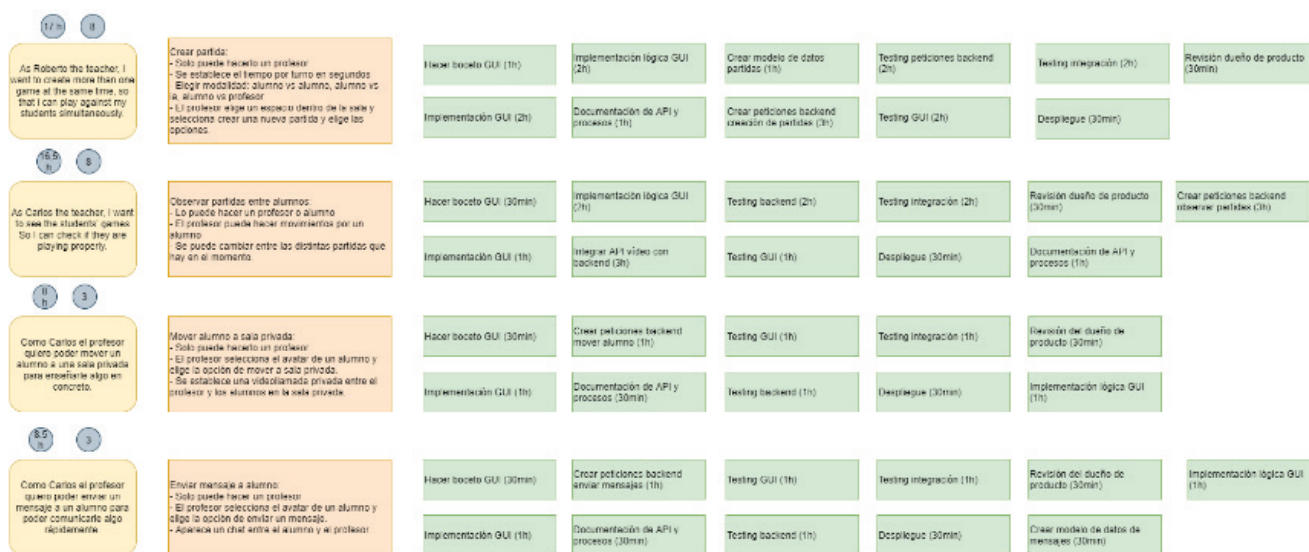 17 h
8
As Roberto the teacher, I
want to create more than one
game at the same time, so
that I can play against my
students simultaneously.
Crear partida:
- Solo puede hacerlo un profesor
- Se establece el tiempo por turno en segundos
- Elegir modalidad: alumno vs alumno, alumno vs
ia, alumno vs profesor
- El profesor elige un espacio dentro de la sala y
selecciona crear una nueva partida y elige las
opciones.
Hacer boceto GUI (1h)
Implementación lógica GUI
(2h)
Crear modelo de datos
partidas (1h)
Testing peticiones backend
(2h)
Testing integración (2h)
Revisión dueño de producto
(30min)
Implementación GUI (2h)
Documentación de API y
procesos (1h)
Crear peticiones backend
creación de partidas (3h)
Testing GUI (2h)
Despliegue (30min)
16.5
h
8
As Carlos the teacher, I want
to see the students' games
So I can check if they are
playing properly.
Observar partidas entre alumnos:
- Lo puede hacer un profesor o alumno
- El profesor puede hacer movimientos por un
alumno
- Se puede cambiar entre las distintas partidas que
hay en el momento.
Hacer boceto GUI (30min)
Implementación lógica GUI
(2h)
Testing backend (2h)
Testing integración (2h)
Revisión dueño de producto
(30min)
Crear peticiones backend
observar partidas (3h)
Implementación GUI (1h)
Integrar API vídeo con
backend (3h)
Testing GUI (1h)
Despliegue (30min)
Documentación de API y
procesos (1h)
8
h
3
Como Carlos el profesor
quiero poder mover un
alumno a una sala privada
para enseñarle algo en
concreto.
Mover alumno a sala privada:
- Solo puede hacerlo un profesor
- El profesor selecciona el avatar de un alumno y
elige la opción de mover a sala privada.
- Se establece una videollamada privada entre el
profesor y los alumnos en la sala privada.
Hacer boceto GUI (30min)
Crear peticiones backend
mover alumno (1h)
Testing GUI (1h)
Testing integración (1h)
Revisión del dueño de
producto (30min)
Implementación GUI (1h)
Documentación de API y
procesos (30min)
Testing backend (1h)
Despliegue (30min)
Implementación lógica GUI
(1h)
8.5
h
3
Como Carlos el profesor
quiero poder enviar un
mensaje a un alumno para
poder comunicarle algo
rápidamente
Enviar mensaje a alumno:
- Solo puede hacer un profesor
- El profesor selecciona el avatar de un alumno y
elige la opción de enviar un mensaje.
- Aparece un chat entre el alumno y el profesor
Hacer boceto GUI (30min)
Crear peticiones backend
enviar mensajes (1h)
Testing GUI (1h)
Testing integración (1h)
Revisión del dueño de
producto (30min)
Implementación lógica GUI
(1h)
Implementación GUI (1h)
Documentación de API y
procesos (30min)
Testing backend (1h)
Despliegue (30min)
Crear modelo de datos de
mensajes (30min)